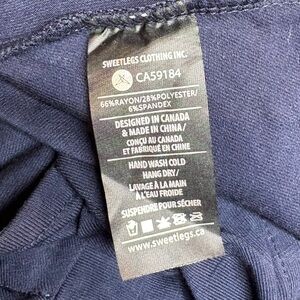 SWEETLEGS CLOTHING INC.
CA59184
66%RAYON/28%POLYESTER/
6%SPANDEX
DESIGNED IN CANADA
& MADE IN CHINA/
CONÇU AU CANADA
ET FABRIQUÉ EN CHINE
HAND WASH COLD
HANG DRY/
LAVAGE À LA MAIN
À L'EAU FROIDE
SUSPENDRE POUR SÉCHER
www.sweetlegs.ca